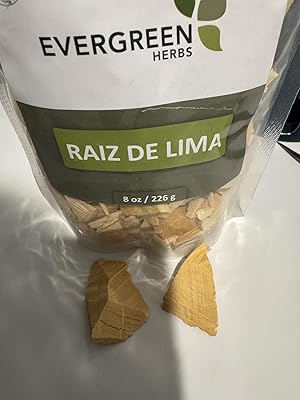 EVERGREEN
HERBS
RAIZ DE LIMA
8 oz / 226 g